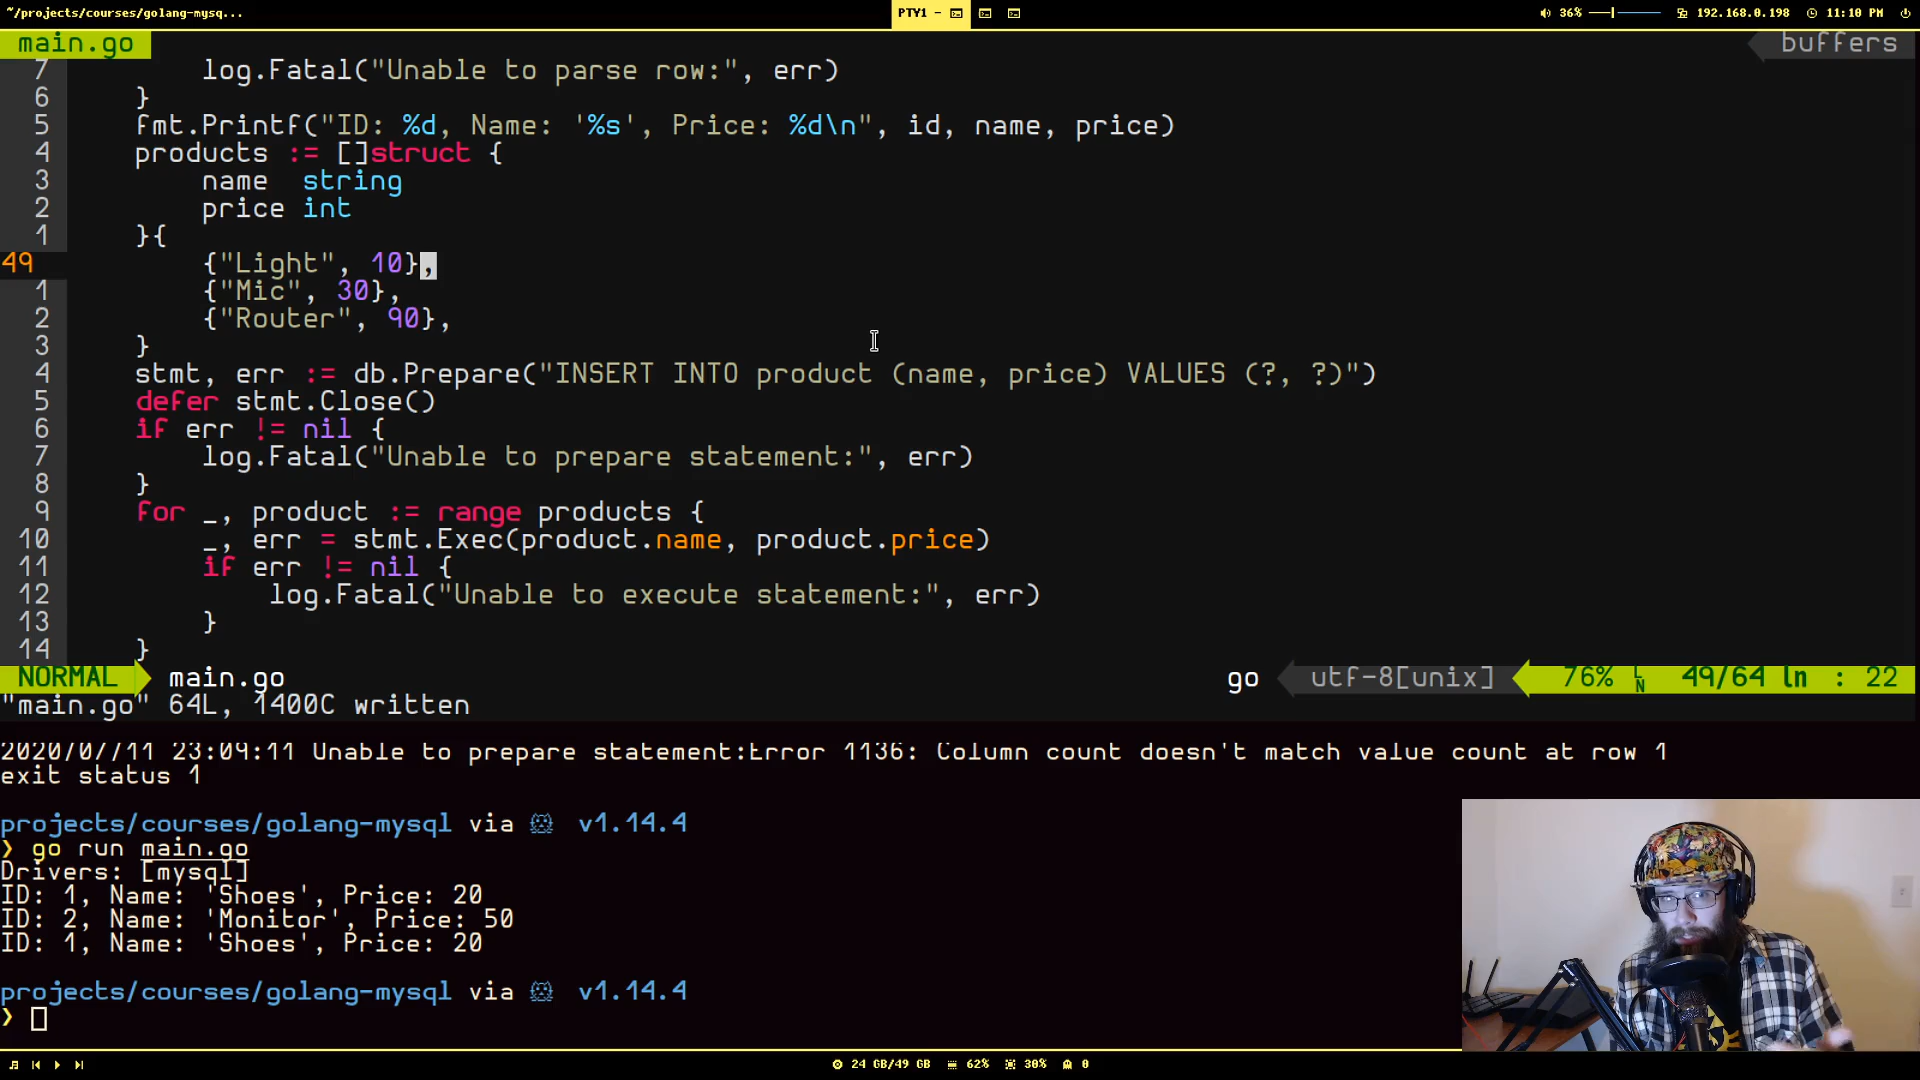 ~/projects/courses/golang-mysq... PTY1 - 36% 192.168.0.198 11:10 PM
main.go buffers
7 log.Fatal("Unable to parse row:", err)
6 }
5 fmt.Printf("ID: %d, Name: '%s', Price: %d\n", id, name, price)
4 products := []struct {
3 name string
2 price int
1 }{
49 {"Light", 10},
1 {"Mic", 30},
2 {"Router", 90},
3 }
4 stmt, err := db.Prepare("INSERT INTO product (name, price) VALUES (?, ?)")
5 defer stmt.Close()
6 if err != nil {
7 log.Fatal("Unable to prepare statement:", err)
8 }
9 for _, product := range products {
10 _, err = stmt.Exec(product.name, product.price)
11 if err != nil {
12 log.Fatal("Unable to execute statement:", err)
13 }
14 }
NORMAL main.go go utf-8[unix] 76% LN 49/64 ln : 22
"main.go" 64L, 1400C written
2020/07/11 23:09:11 Unable to prepare statement:Error 1136: Column count doesn't match value count at row 1
exit status 1
projects/courses/golang-mysql via v1.14.4
❯ go run main.go
Drivers: [mysql]
ID: 1, Name: 'Shoes', Price: 20
ID: 2, Name: 'Monitor', Price: 50
ID: 1, Name: 'Shoes', Price: 20
projects/courses/golang-mysql via v1.14.4
❯
24 GB/49 GB 62% 30% 0